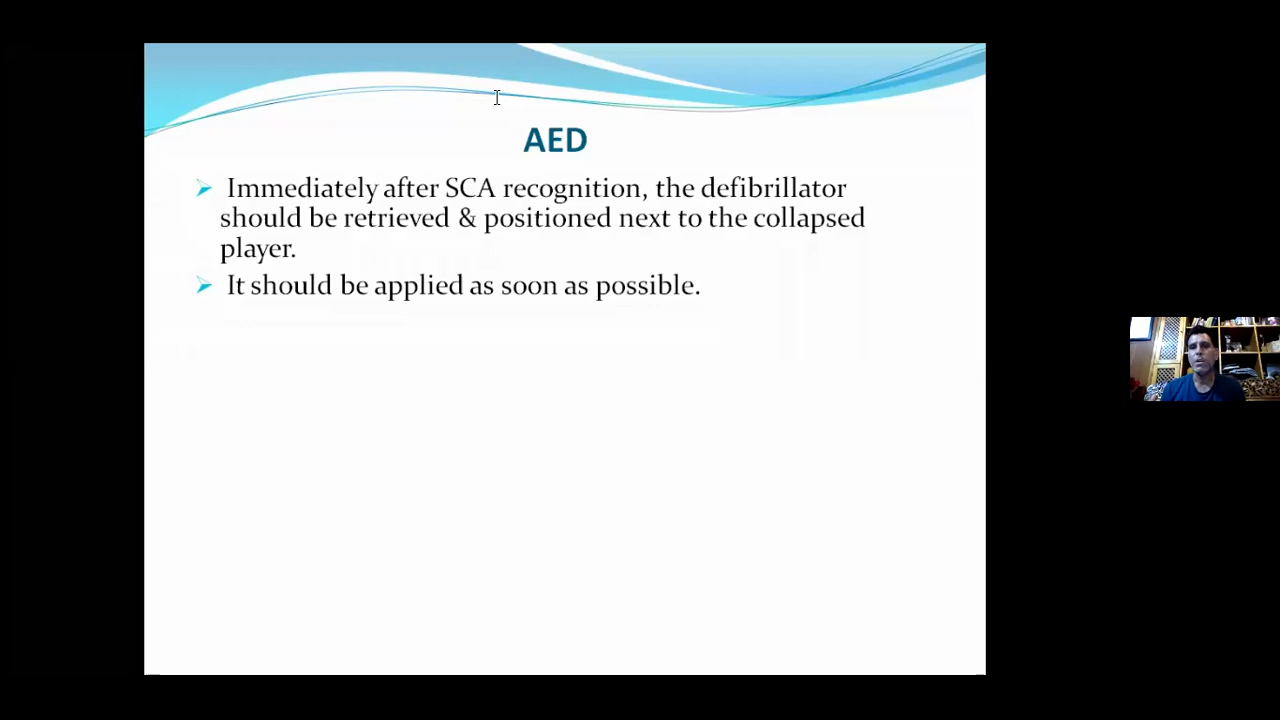 AED
Immediately after SCA recognition, the defibrillator
should be retrieved & positioned next to the collapsed
player.
It should be applied as soon as possible.